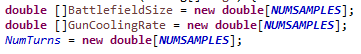 double []BattlefieldSize = new double[NUMSAMPLES];
double []GunCoolingRate = new double[NUMSAMPLES];
NumTurns = new double[NUMSAMPLES];